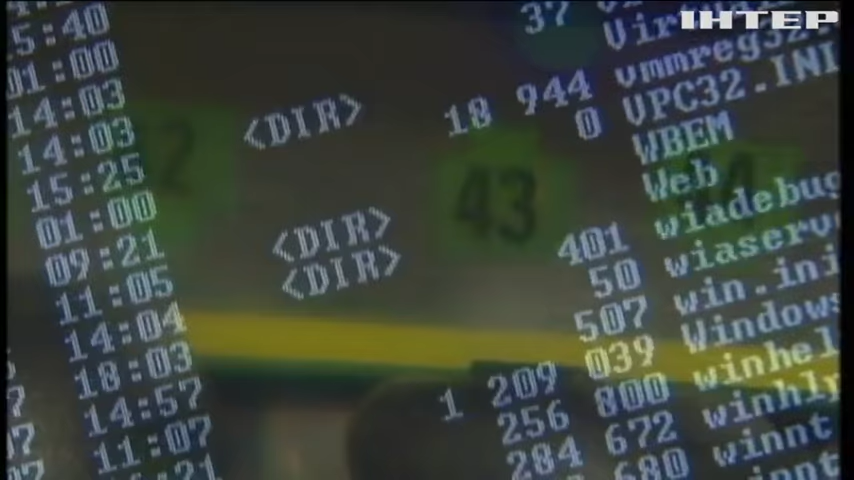 ІНТЕР
5:40
01:00
14:03
14:03
15:25
01:00
09:21
11:05
14:04
18:03
14:57
11:07
<DIR>
<DIR>
<DIR>
37
18 944
0
401
50
507
1 209 039
256 800
284 672
680
vmmreg32.
VPC32.INI
WBEM
Web
wiadebug
wiaserv
win.ini
Windows
winhel
winhlp
winnt
43